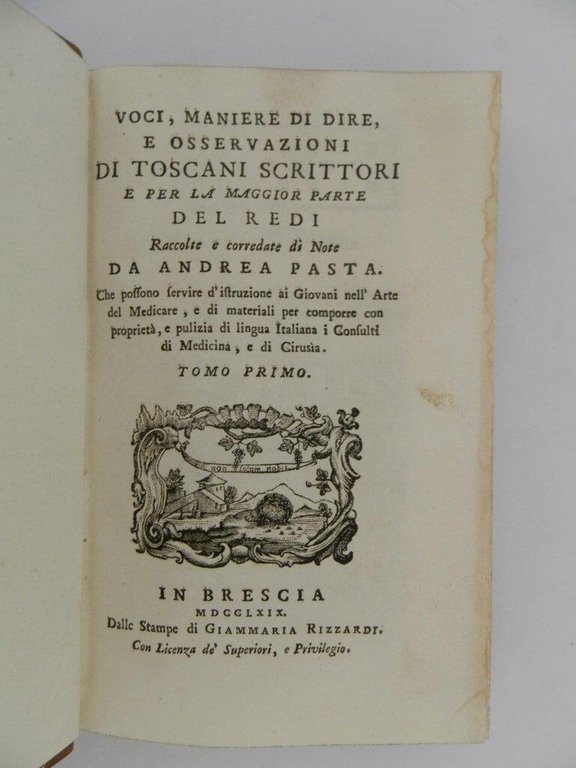 VOCI, MANIERE DI DIRE,
E OSSERVAZIONI
DI TOSCANI SCRITTORI
E PER LA MAGGIOR PARTE
DEL REDI
Raccolte e corredate di Note
DA ANDREA PASTA.
Che possono servire d'istruzione ai Giovani nell'Arte
del Medicare, e di materiali per comporre con
proprietà, e pulizia di lingua Italiana i Consulti
di Medicina, e di Cirusìa.
TOMO PRIMO.
non solum nobis
IN BRESCIA
MDCCLXIX.
Dalle Stampe di GIAMMARIA RIZZARDI.
Con Licenza de' Superiori, e Privilegio.